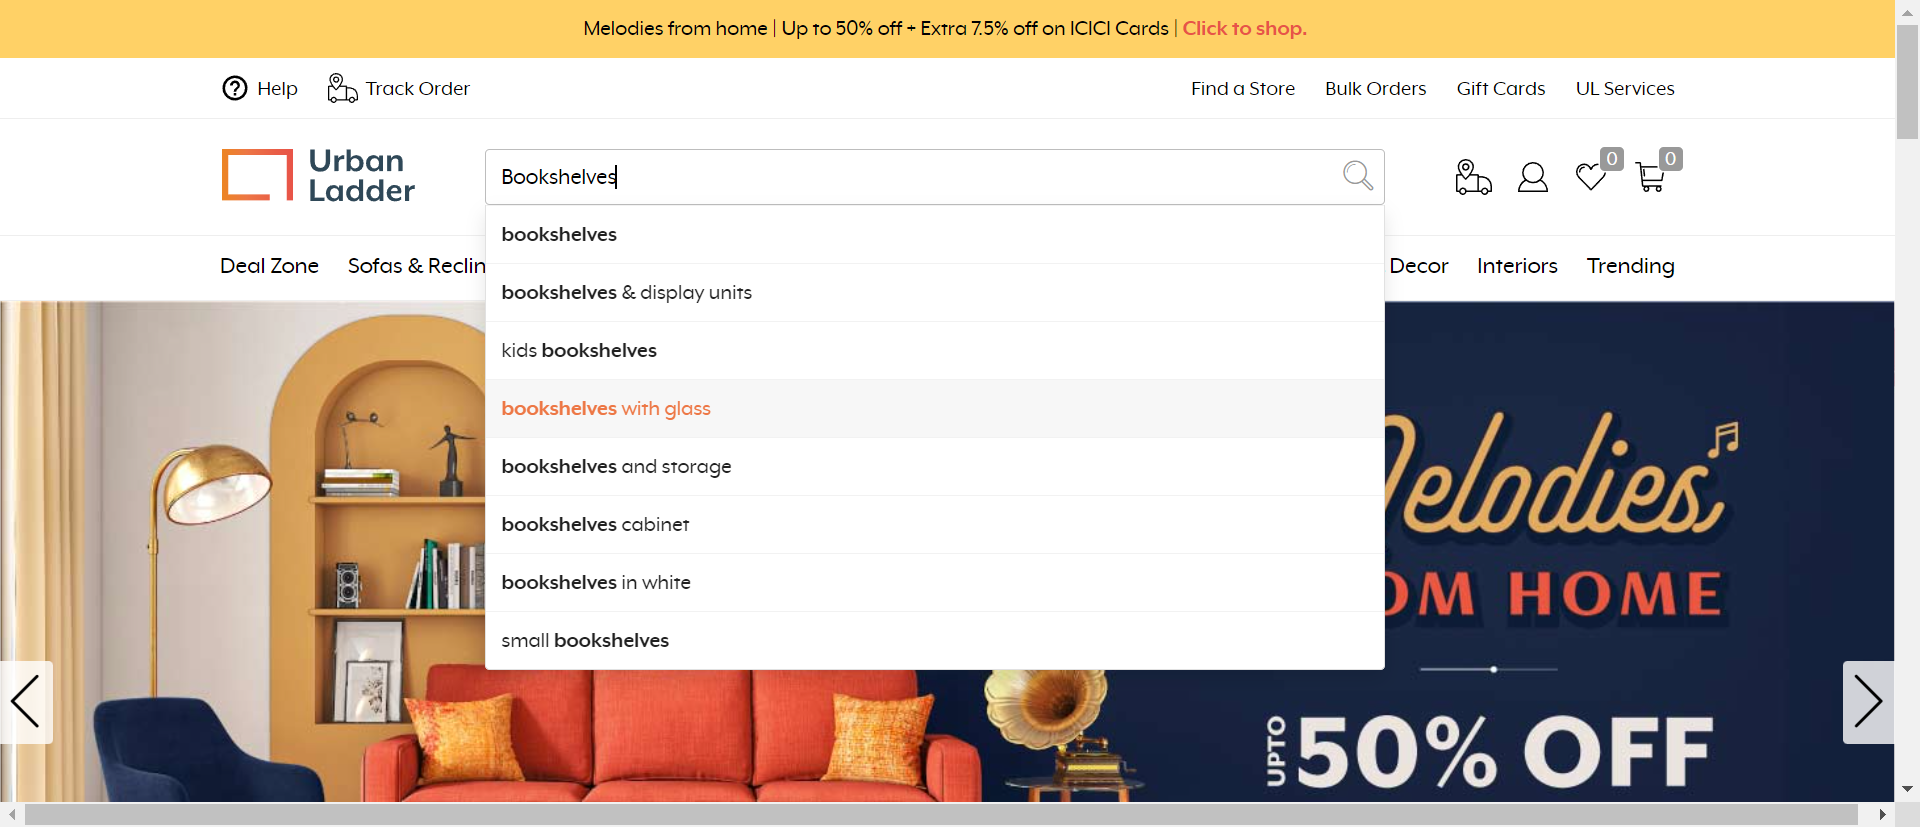 Melodies from home | Up to 50% off + Extra 7.5% off on ICICI Cards | Click to shop.
Help Track Order Find a Store Bulk Orders Gift Cards UL Services
Urban
Ladder
Bookshelves
0 0
Deal Zone Sofas & Reclin Decor Interiors Trending
bookshelves
bookshelves & display units
kids bookshelves
bookshelves with glass
bookshelves and storage
bookshelves cabinet
bookshelves in white
small bookshelves
Melodies
OM HOME
UPTO 50% OFF